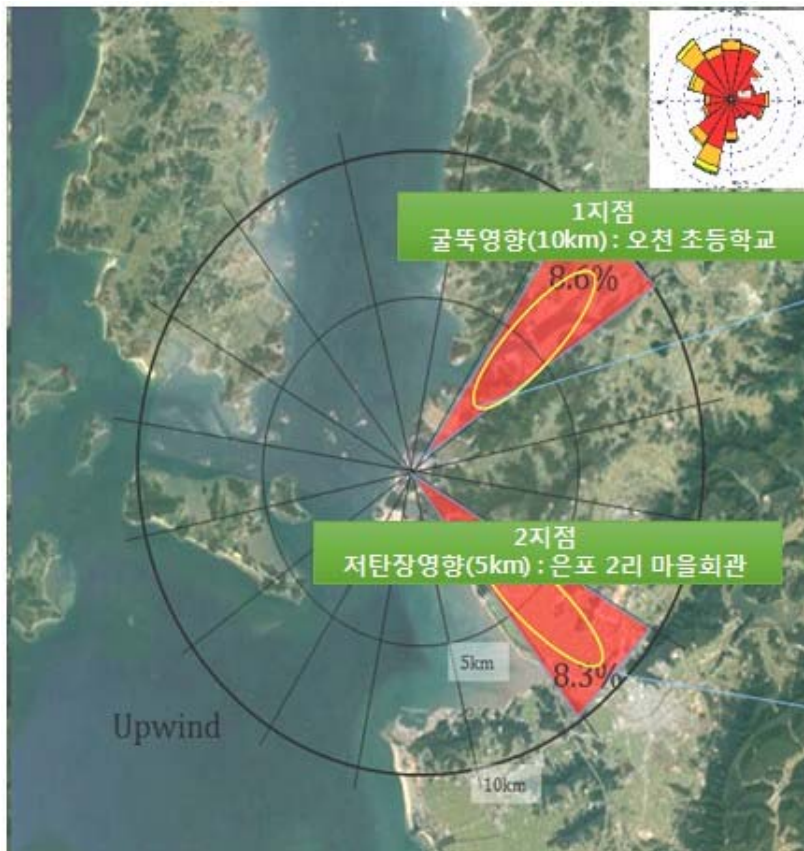 1지점
굴뚝영향(10km) : 오천 초등학교
8.6%
2지점
저탄장영향(5km) : 은포 2리 마을회관
5km
8.3%
Upwind
10km